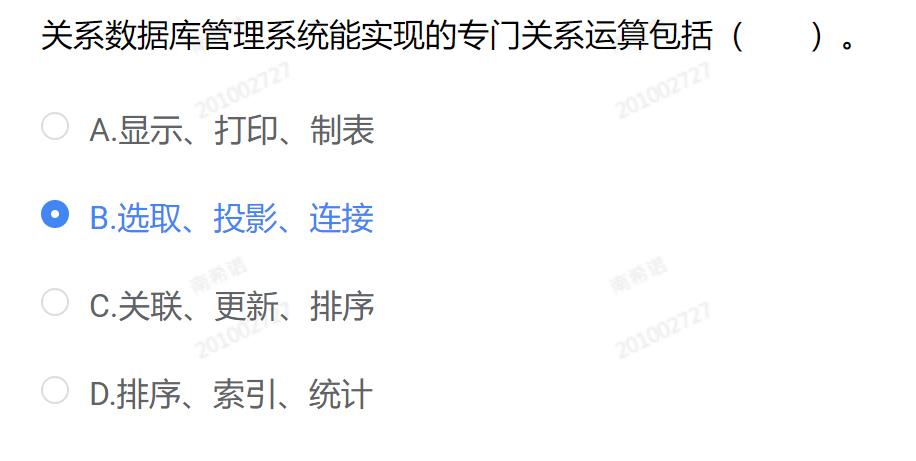 关系数据库管理系统能实现的专门关系运算包括（  ）。
201002727
201002727
A.显示、打印、制表
B.选取、投影、连接
南希诺
南希诺
C.关联、更新、排序
201002727
201002727
D.排序、索引、统计